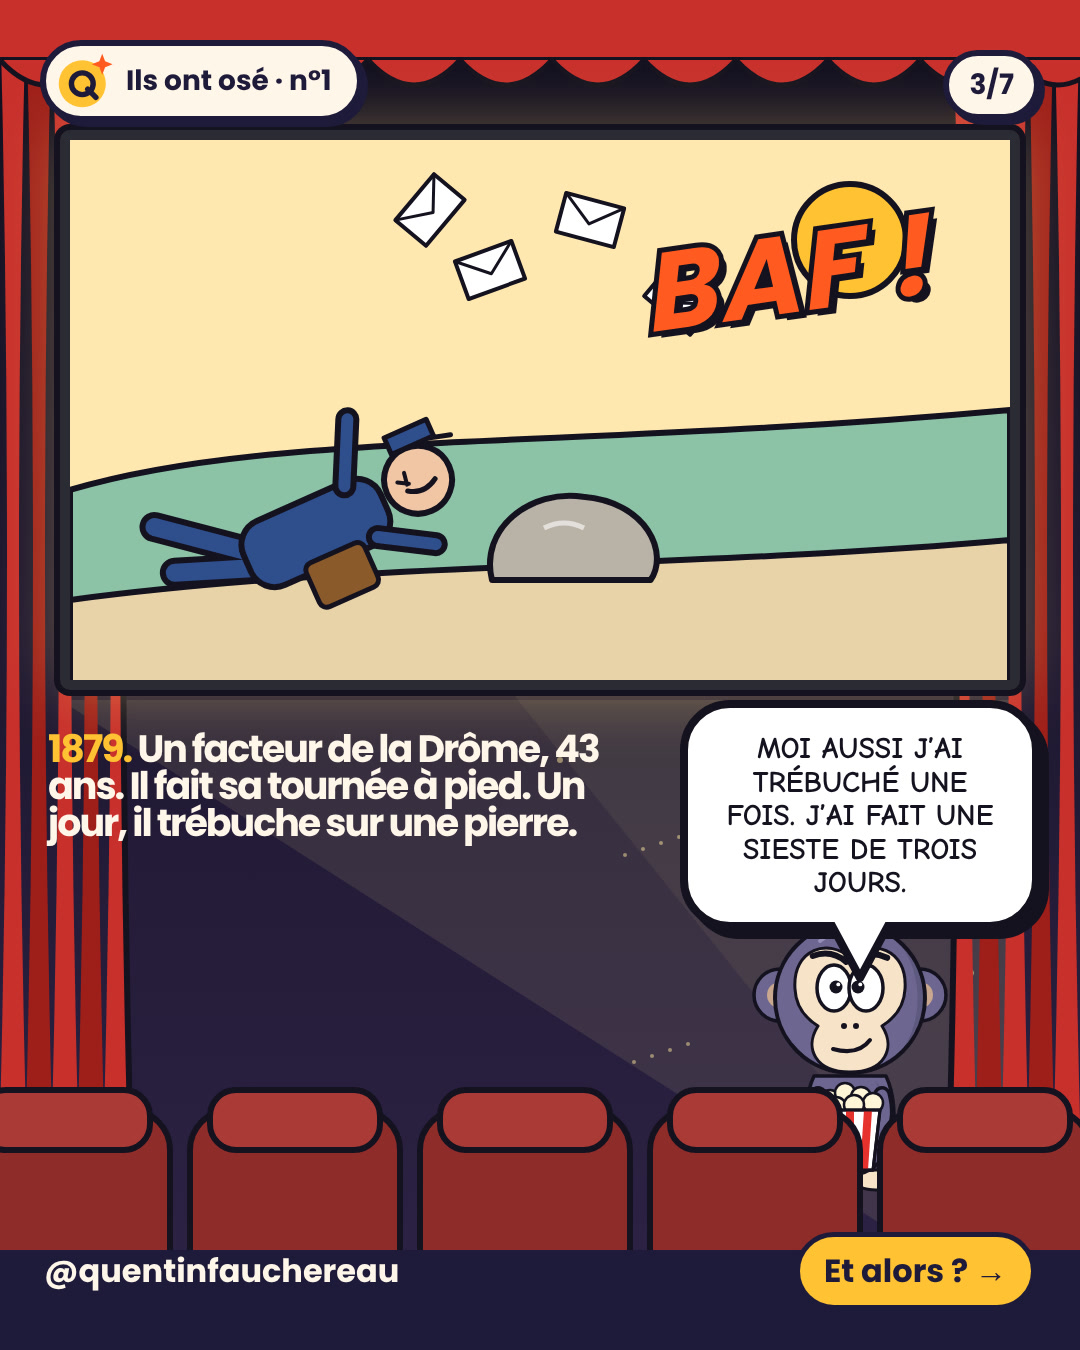 Q
Ils ont osé · n°1
3/7
BAF !
1879. Un facteur de la Drôme, 43
ans. Il fait sa tournée à pied. Un
jour, il trébuche sur une pierre.
MOI AUSSI J'AI
TRÉBUCHÉ UNE
FOIS. J'AI FAIT UNE
SIESTE DE TROIS
JOURS.
@quentinfauchereau
Et alors ? →